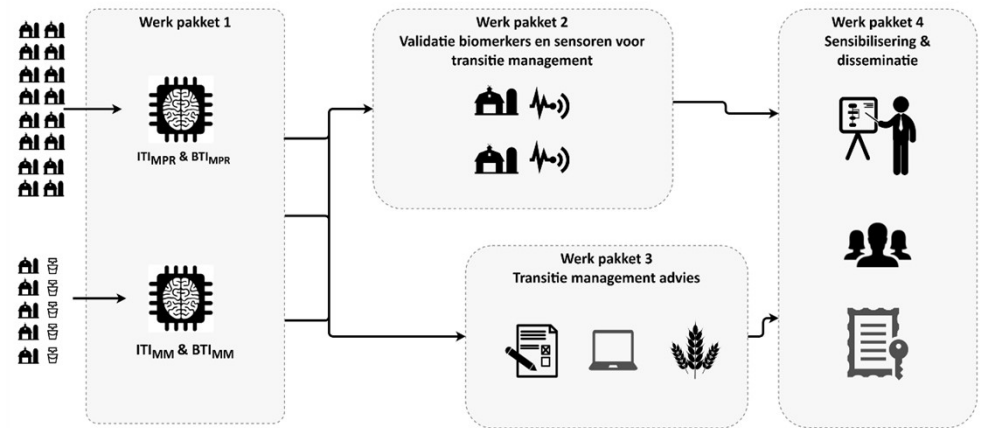 Werk pakket 1
ITIMPR & BTIMPR
ITIMM & BTIMM
Werk pakket 2
Validatie biomerkers en sensoren voor
transitie management
Werk pakket 3
Transitie management advies
Werk pakket 4
Sensibilisering &
disseminatie